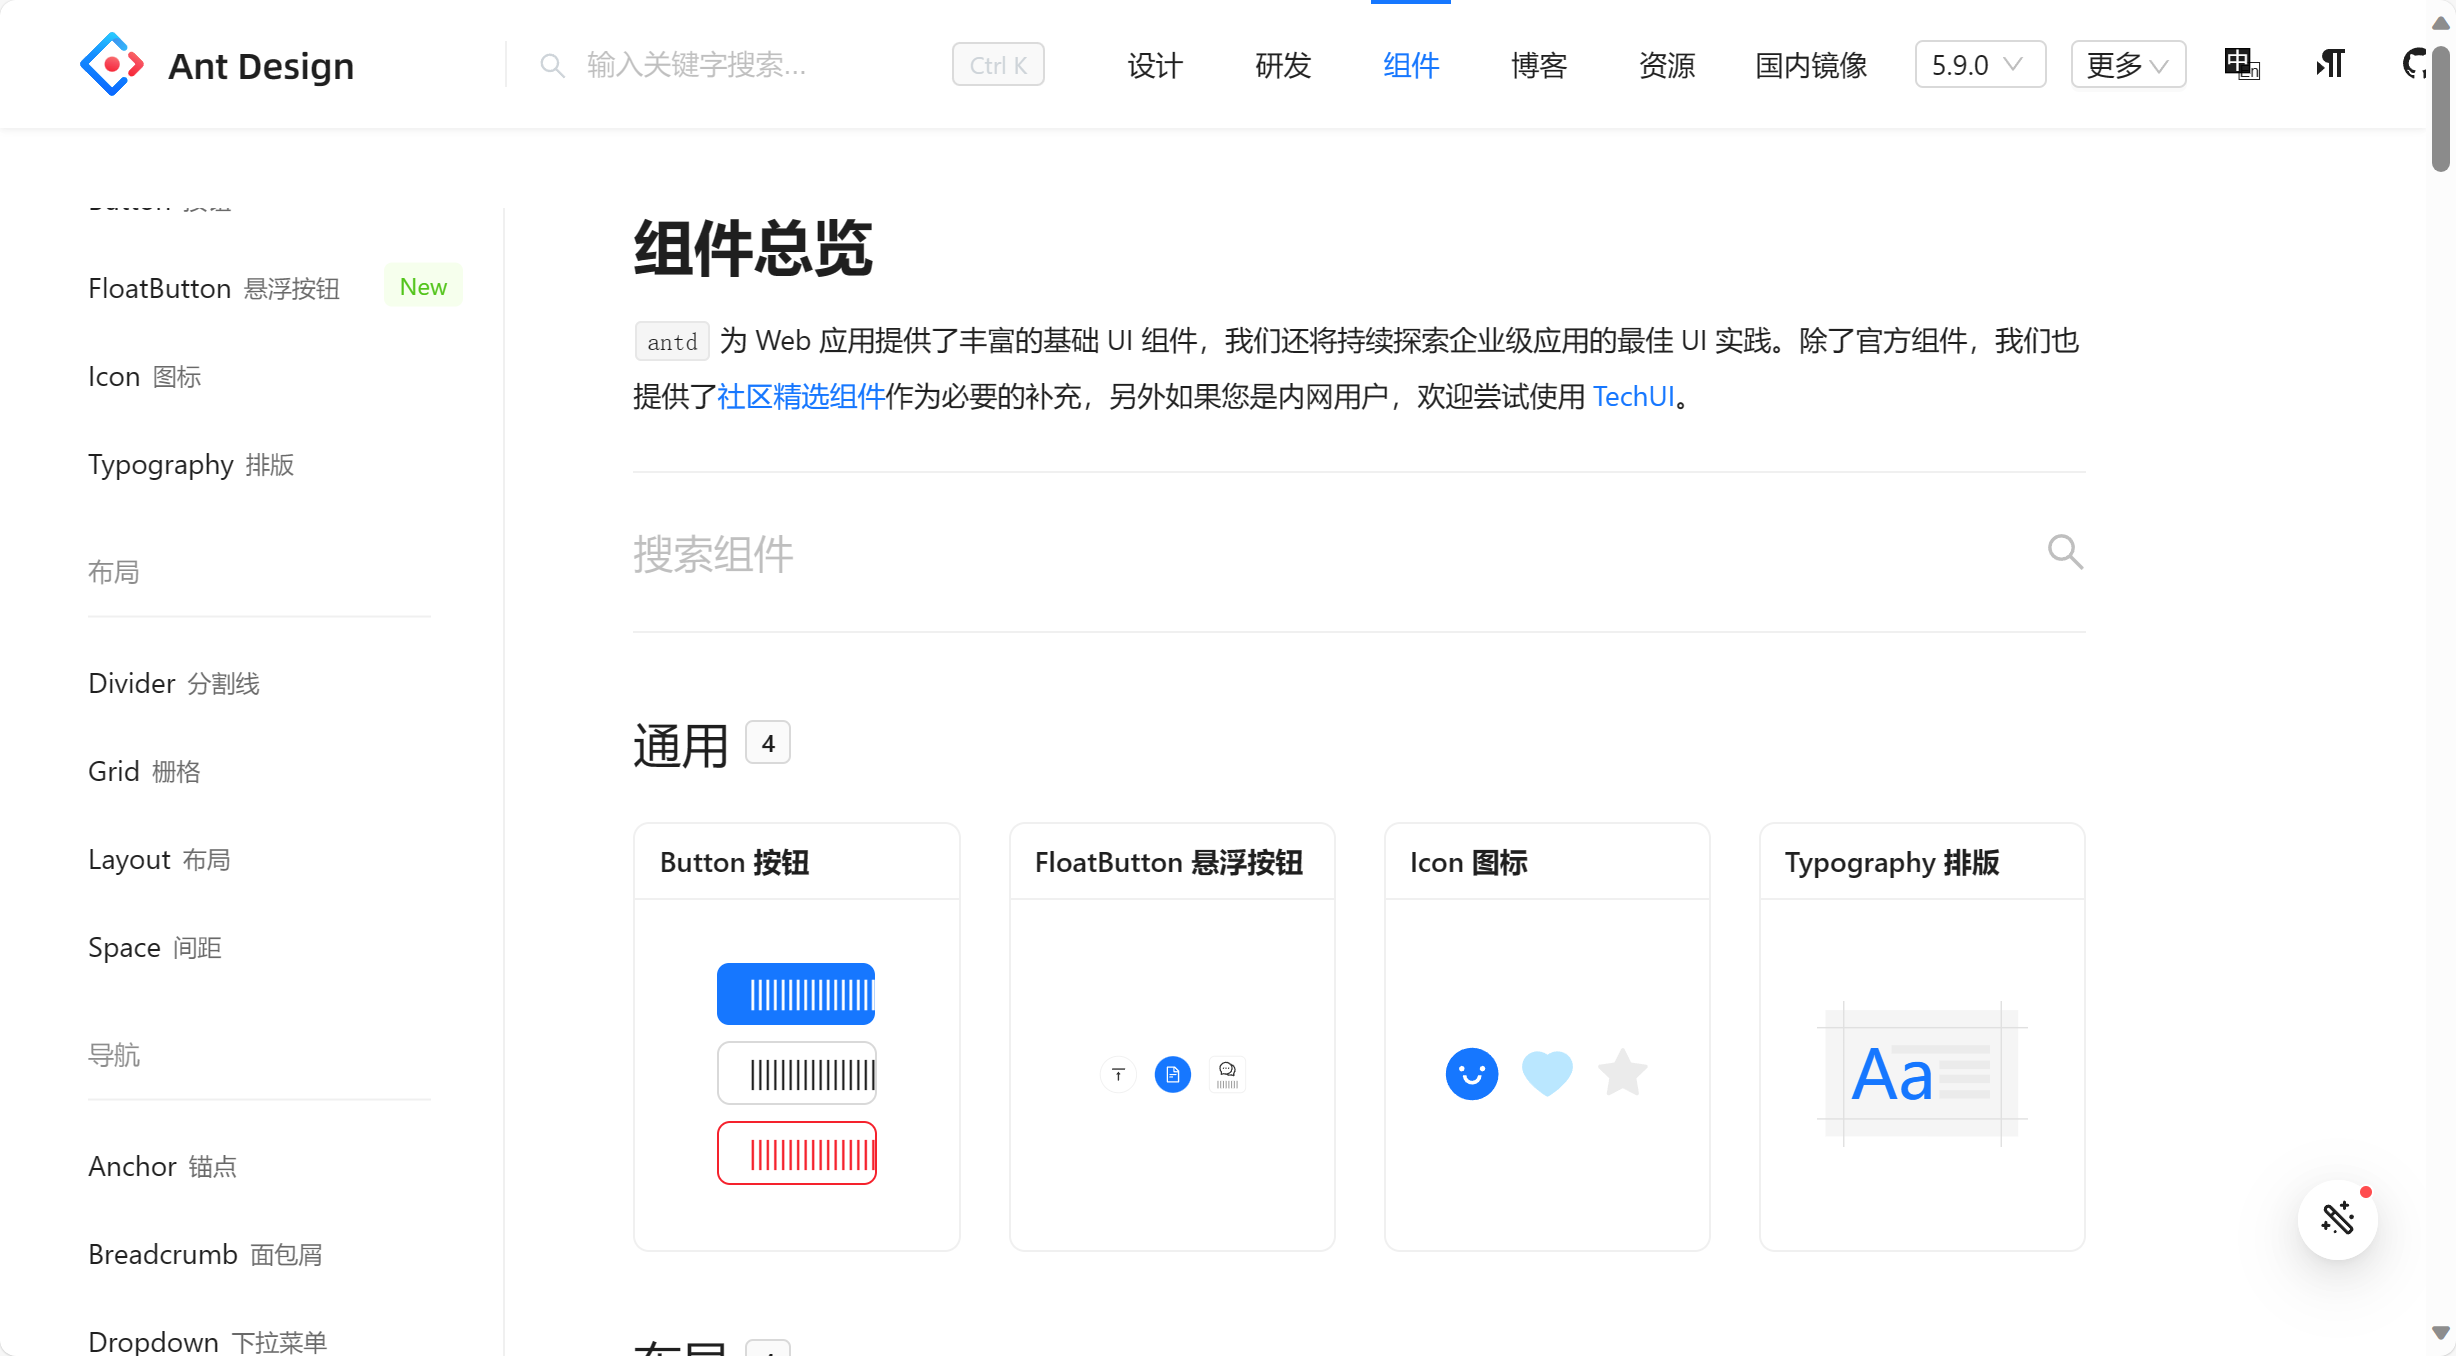 Ant Design
输入关键字搜索...
Ctrl K
设计
研发
组件
博客
资源
国内镜像
5.9.0
更多
中
En
Button 按钮
FloatButton 悬浮按钮
New
Icon 图标
Typography 排版
布局
Divider 分割线
Grid 栅格
Layout 布局
Space 间距
导航
Anchor 锚点
Breadcrumb 面包屑
Dropdown 下拉菜单
组件总览
antd 为 Web 应用提供了丰富的基础 UI 组件，我们还将持续探索企业级应用的最佳 UI 实践。除了官方组件，我们也
提供了社区精选组件作为必要的补充，另外如果您是内网用户，欢迎尝试使用 TechUI。
搜索组件
通用 4
Button 按钮
FloatButton 悬浮按钮
Icon 图标
Typography 排版
Aa
布局